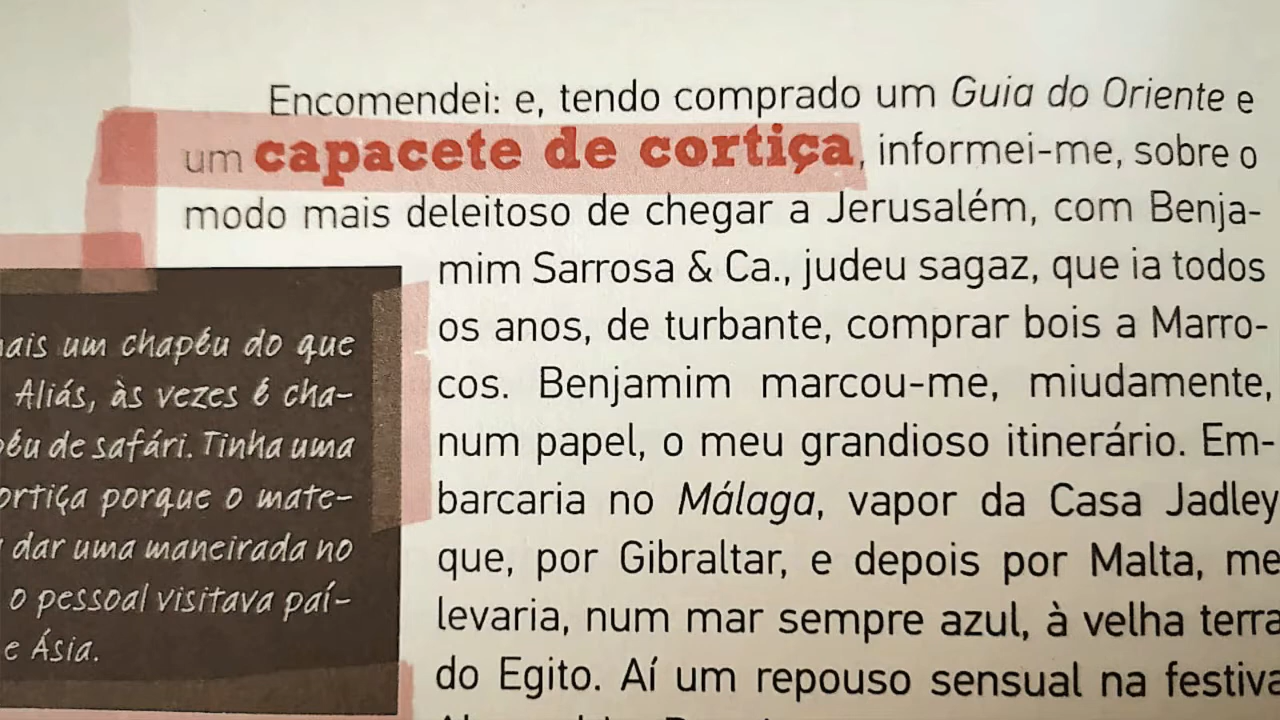 Encomendei: e, tendo comprado um Guia do Oriente e
um capacete de cortiça, informei-me, sobre o
modo mais deleitoso de chegar a Jerusalém, com Benja-
mim Sarrosa & Ca., judeu sagaz, que ia todos
os anos, de turbante, comprar bois a Marro-
cos. Benjamim marcou-me, miudamente,
num papel, o meu grandioso itinerário. Em-
barcaria no Málaga, vapor da Casa Jadley
que, por Gibraltar, e depois por Malta, me
levaria, num mar sempre azul, à velha terra
do Egito. Aí um repouso sensual na festiva
um chapéu do que
Aliás, às vezes é cha-
de safári. Tinha uma
porque o mate-
dar uma maneirada no
o pessoal visitava paí-
e Ásia.